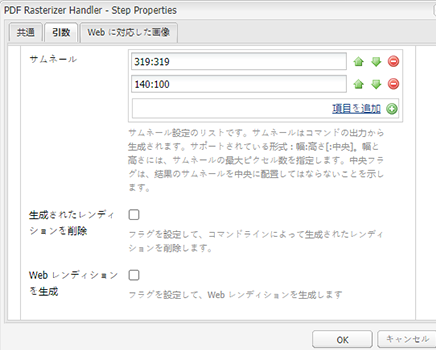 PDF Rasterizer Handler - Step Properties
共通 引数 Web に対応した画像
サムネール
319:319
140:100
項目を追加
サムネール設定のリストです。サムネールはコマンドの出力から
生成されます。サポートされている形式：幅:高さ[:中央]。幅と
高さには、サムネールの最大ピクセル数を指定します。中央フラ
グは、結果のサムネールを中央に配置してはならないことを示し
ます。
生成されたレンディ
ションを削除
フラグを設定して、コマンドラインによって生成されたレンディ
ションを削除します。
Web レンディション
を生成
フラグを設定して、Web レンディションを生成します
OK キャンセル